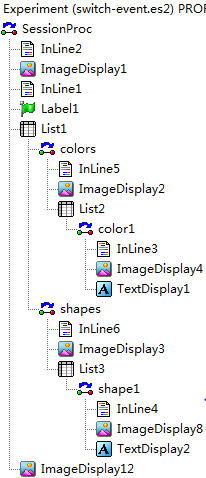 Experiment (switch-event.es2) PROF
SessionProc
InLine2
ImageDisplay1
InLine1
Label1
List1
colors
InLine5
ImageDisplay2
List2
color1
InLine3
ImageDisplay4
TextDisplay1
shapes
InLine6
ImageDisplay3
List3
shape1
InLine4
ImageDisplay8
TextDisplay2
ImageDisplay12